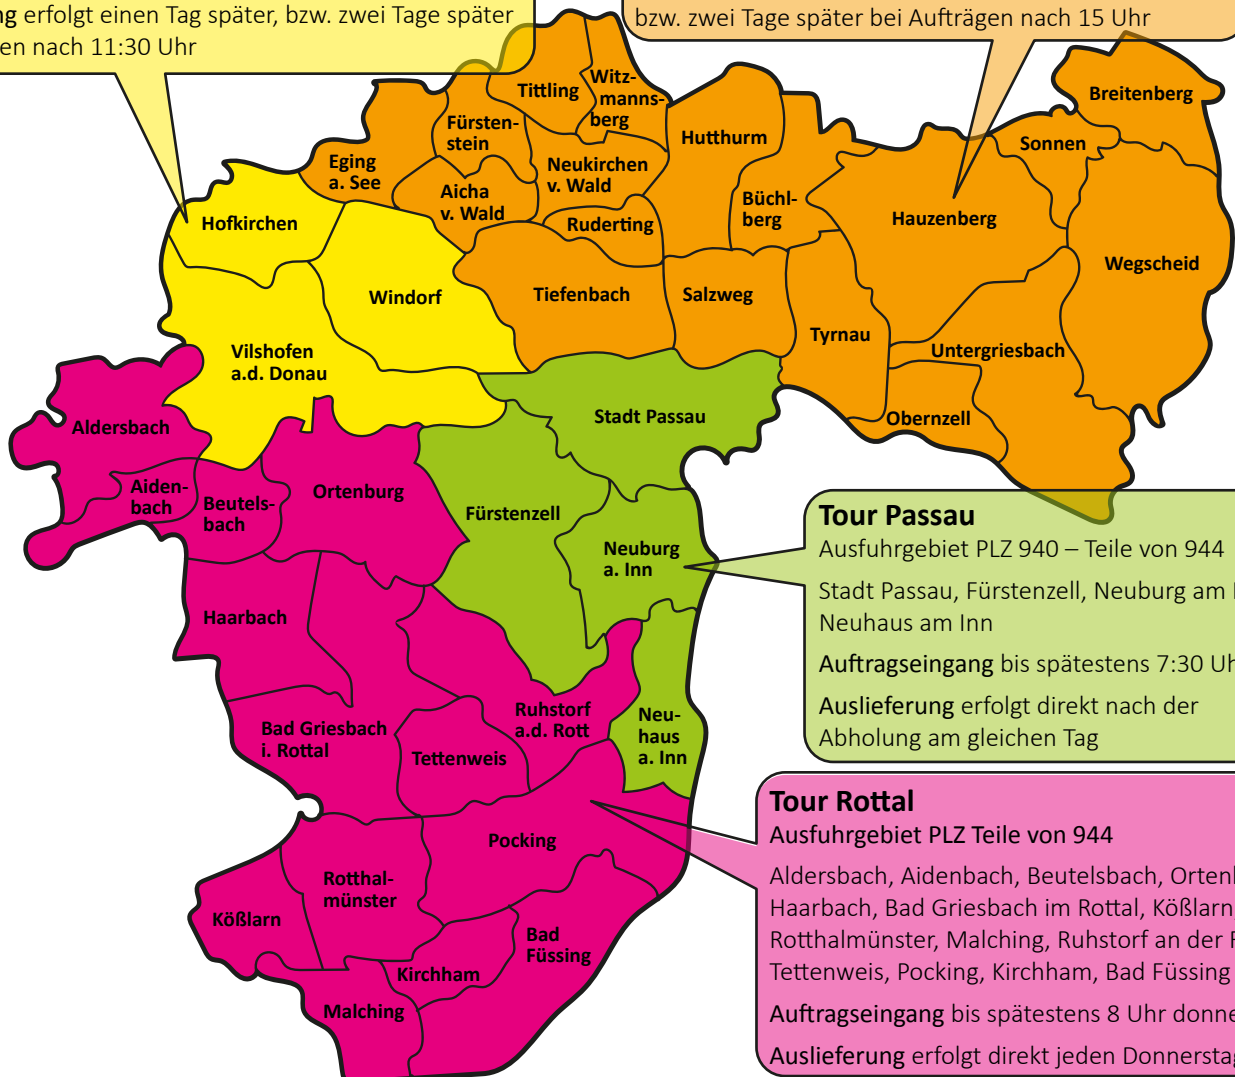 erfolgt einen Tag später, bzw. zwei Tage später
nach 11:30 Uhr
bzw. zwei Tage später bei Aufträgen nach 15 Uhr
Breitenberg
Tittling
Witz-
manns-
berg
Fürsten-
stein
Hutthurm
Sonnen
Eging
a. See
Neukirchen
v. Wald
Aicha
v. Wald
Büchl-
berg
Hofkirchen
Ruderting
Hauzenberg
Wegscheid
Windorf
Tiefenbach
Salzweg
Tyrnau
Vilshofen
a.d. Donau
Untergriesbach
Stadt Passau
Obernzell
Aldersbach
Aiden-
bach
Beutels-
bach
Ortenburg
Fürstenzell
Neuburg
a. Inn
Haarbach
Bad Griesbach
i. Rottal
Tettenweis
Ruhstorf
a.d. Rott
Neu-
haus
a. Inn
Pocking
Rotthal-
münster
Kößlarn
Bad
Füssing
Kirchham
Malching
Tour Passau
Ausfuhrgebiet PLZ 940 – Teile von 944
Stadt Passau, Fürstenzell, Neuburg am
Neuhaus am Inn
Auftragseingang bis spätestens 7:30
Auslieferung erfolgt direkt nach der
Abholung am gleichen Tag
Tour Rottal
Ausfuhrgebiet PLZ Teile von 944
Aldersbach, Aidenbach, Beutelsbach,
Haarbach, Bad Griesbach im Rottal, Kößlarn,
Rotthalmünster, Malching, Ruhstorf an der
Tettenweis, Pocking, Kirchham, Bad Füssing
Auftragseingang bis spätestens 8 Uhr
Auslieferung erfolgt direkt jeden